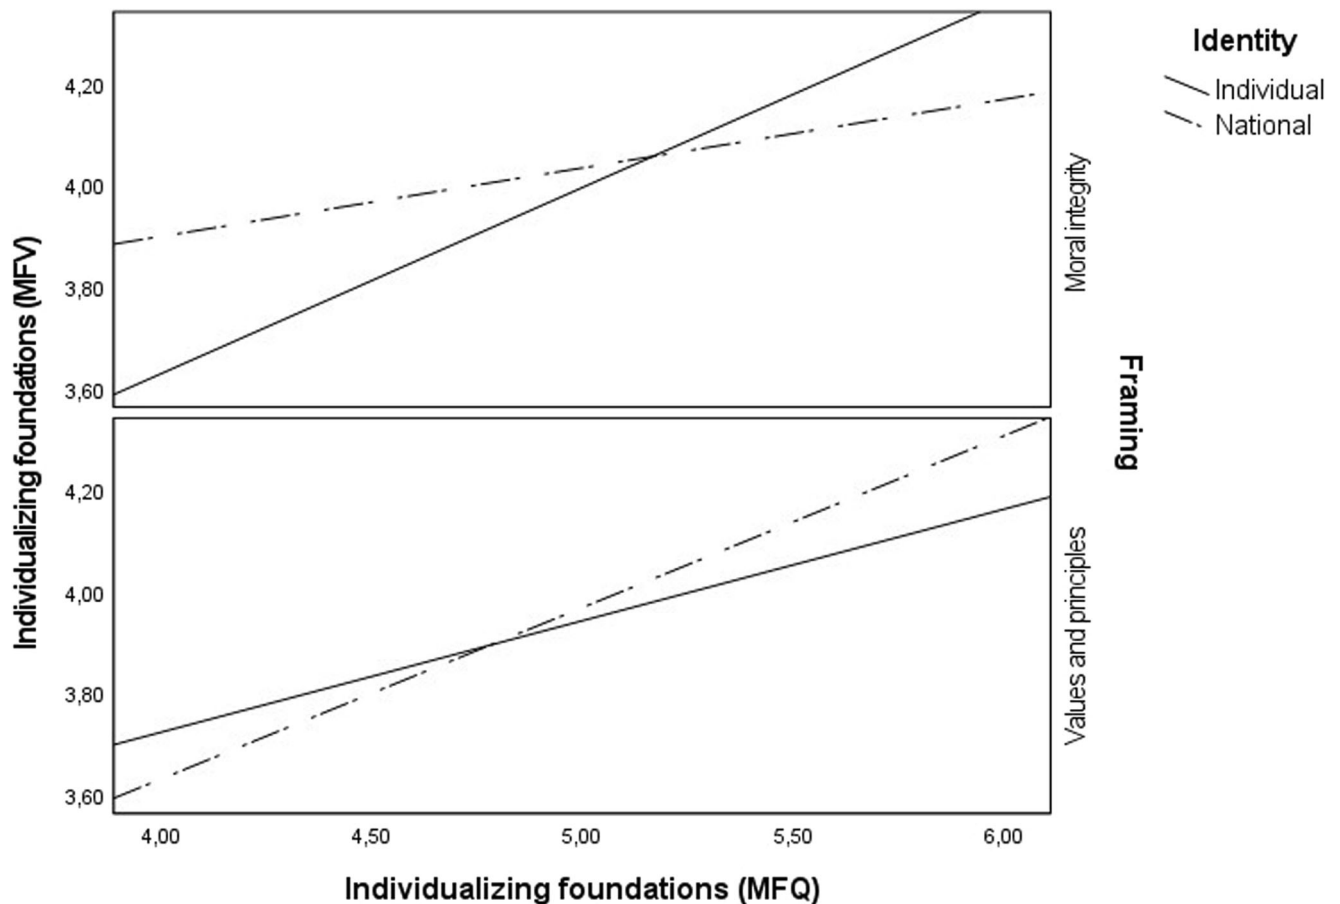 Identity
Individual
National
4,20
4,00
3,80
3,60
Moral integrity
Individualizing foundations (MFV)
Framing
4,20
4,00
3,80
3,60
Values and principles
4,00
4,50
5,00
5,50
6,00
Individualizing foundations (MFQ)